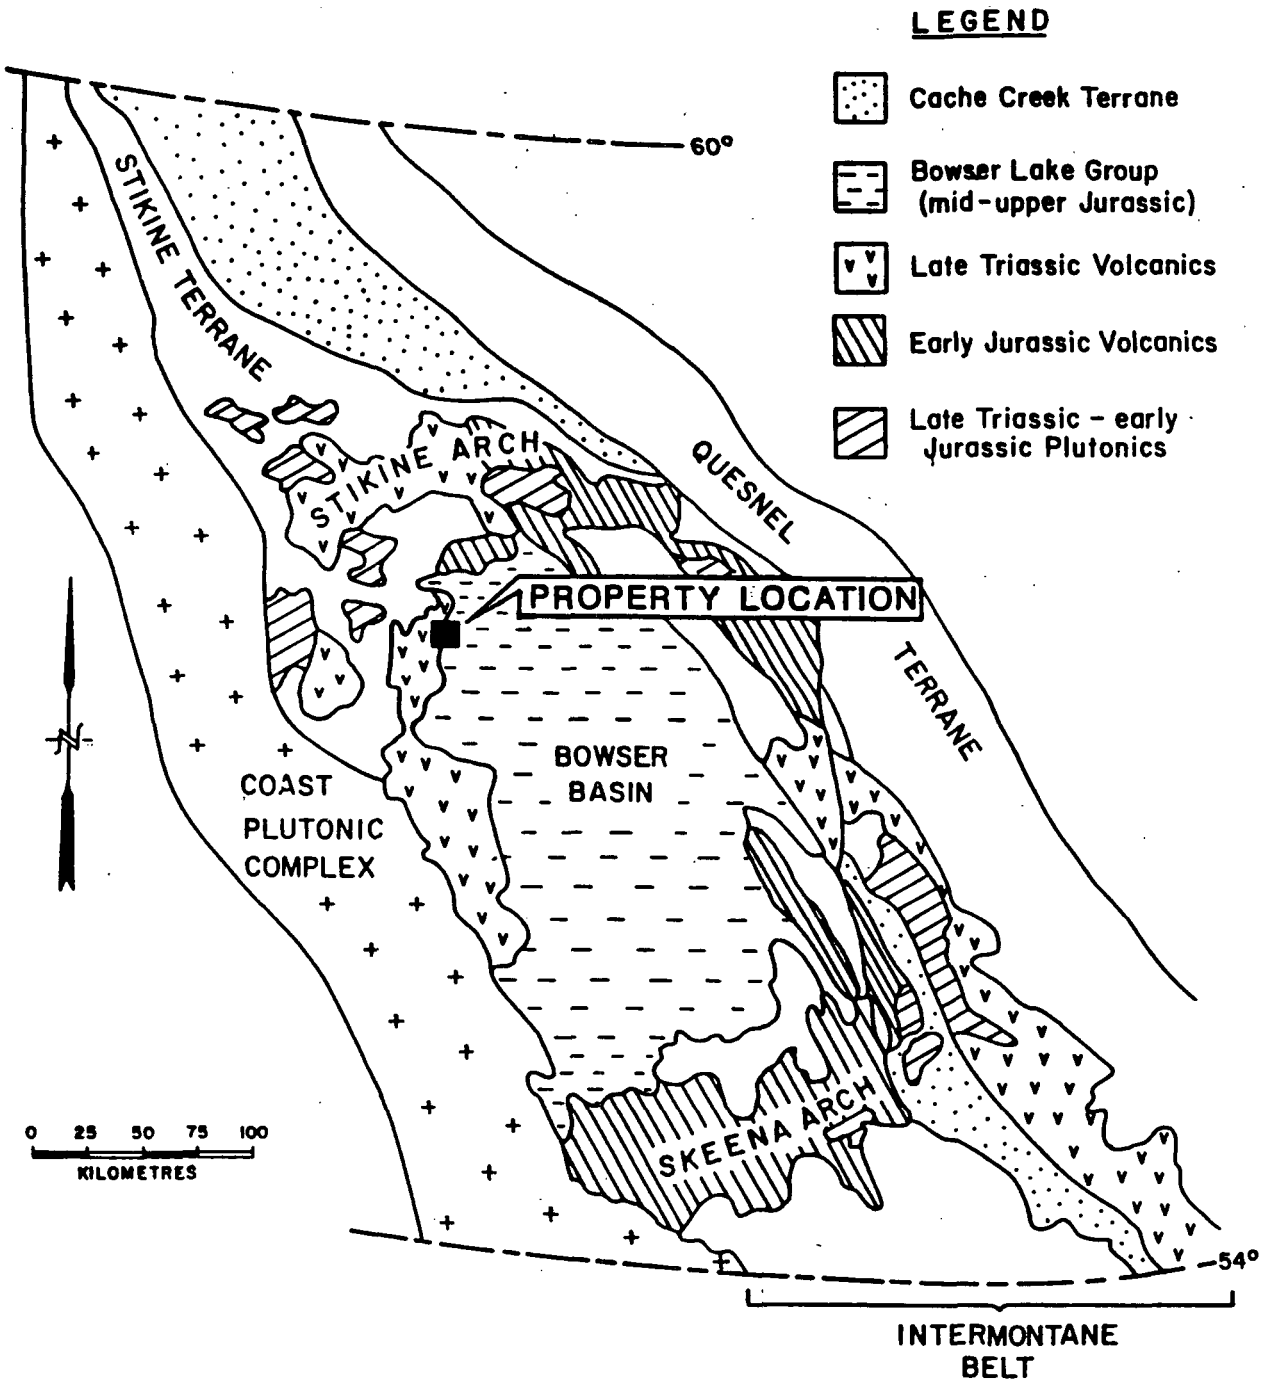 LEGEND
Cache Creek Terrane
Bowser Lake Group
(mid-upper Jurassic)
Late Triassic Volcanics
Early Jurassic Volcanics
Late Triassic - early
Jurassic Plutonics
60°
STIKINE TERRANE
STIKINE ARCH
QUESNEL
TERRANE
PROPERTY LOCATION
BOWSER
BASIN
COAST
PLUTONIC
COMPLEX
SKEENA ARCH
0 25 50 75 100
KILOMETRES
54°
INTERMONTANE
BELT